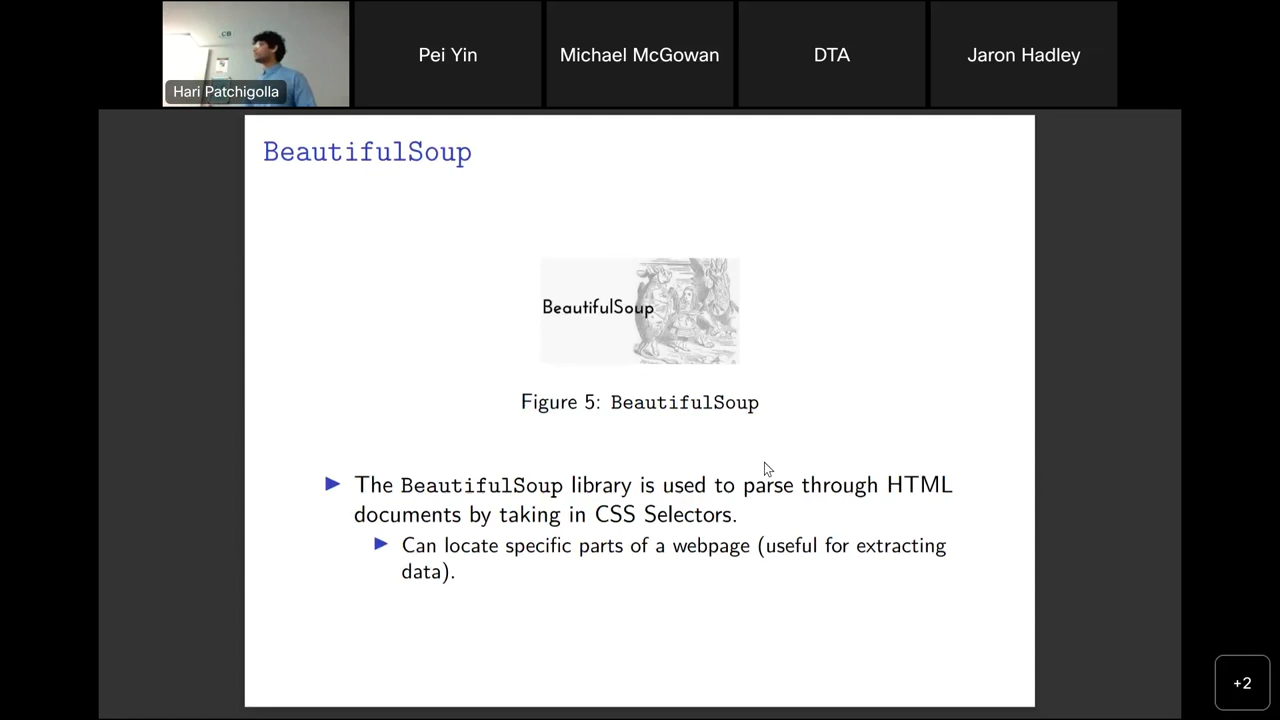 CB
Hari Patchigolla
Pei Yin
Michael McGowan
DTA
Jaron Hadley
BeautifulSoup
BeautifulSoup
Figure 5: BeautifulSoup
The BeautifulSoup library is used to parse through HTML
documents by taking in CSS Selectors.
Can locate specific parts of a webpage (useful for extracting
data).
+2